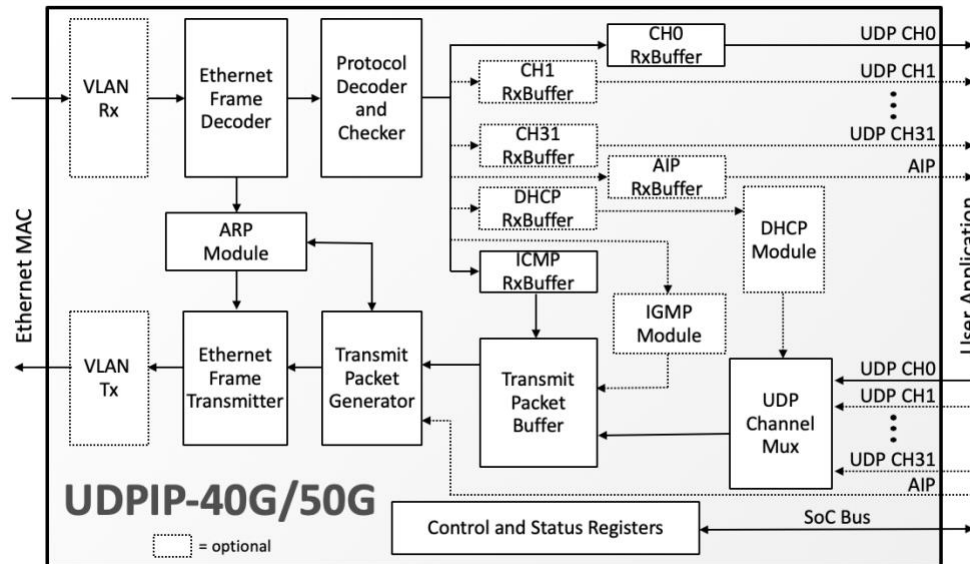 VLAN
Rx
Ethernet
Frame
Decoder
Protocol
Decoder
and
Checker
CH0
RxBuffer
UDP CH0
CH1
RxBuffer
UDP CH1
CH31
RxBuffer
UDP CH31
AIP
RxBuffer
AIP
DHCP
RxBuffer
DHCP
Module
ARP
Module
ICMP
RxBuffer
IGMP
Module
Ethernet MAC
User Application
VLAN
Tx
Ethernet
Frame
Transmitter
Transmit
Packet
Generator
Transmit
Packet
Buffer
UDP
Channel
Mux
UDP CH0
UDP CH1
UDP CH31
AIP
UDPIP-40G/50G
= optional
Control and Status Registers
SoC Bus